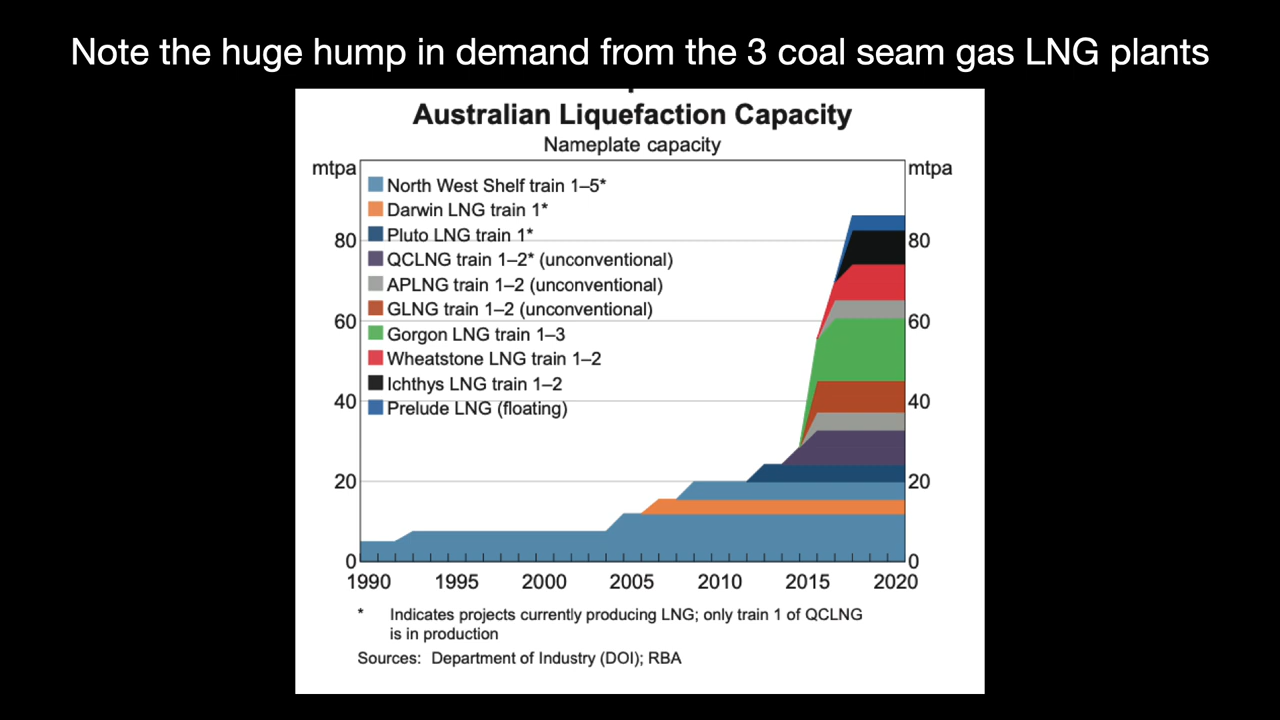 Note the huge hump in demand from the 3 coal seam gas LNG plants
Australian Liquefaction Capacity
Nameplate capacity
mtpa
mtpa
North West Shelf train 1–5*
Darwin LNG train 1*
Pluto LNG train 1*
QCLNG train 1–2* (unconventional)
APLNG train 1–2 (unconventional)
GLNG train 1–2 (unconventional)
Gorgon LNG train 1–3
Wheatstone LNG train 1–2
Ichthys LNG train 1–2
Prelude LNG (floating)
80
80
60
60
40
40
20
20
0
0
1990 1995 2000 2005 2010 2015 2020
* Indicates projects currently producing LNG; only train 1 of QCLNG
is in production
Sources: Department of Industry (DOI); RBA